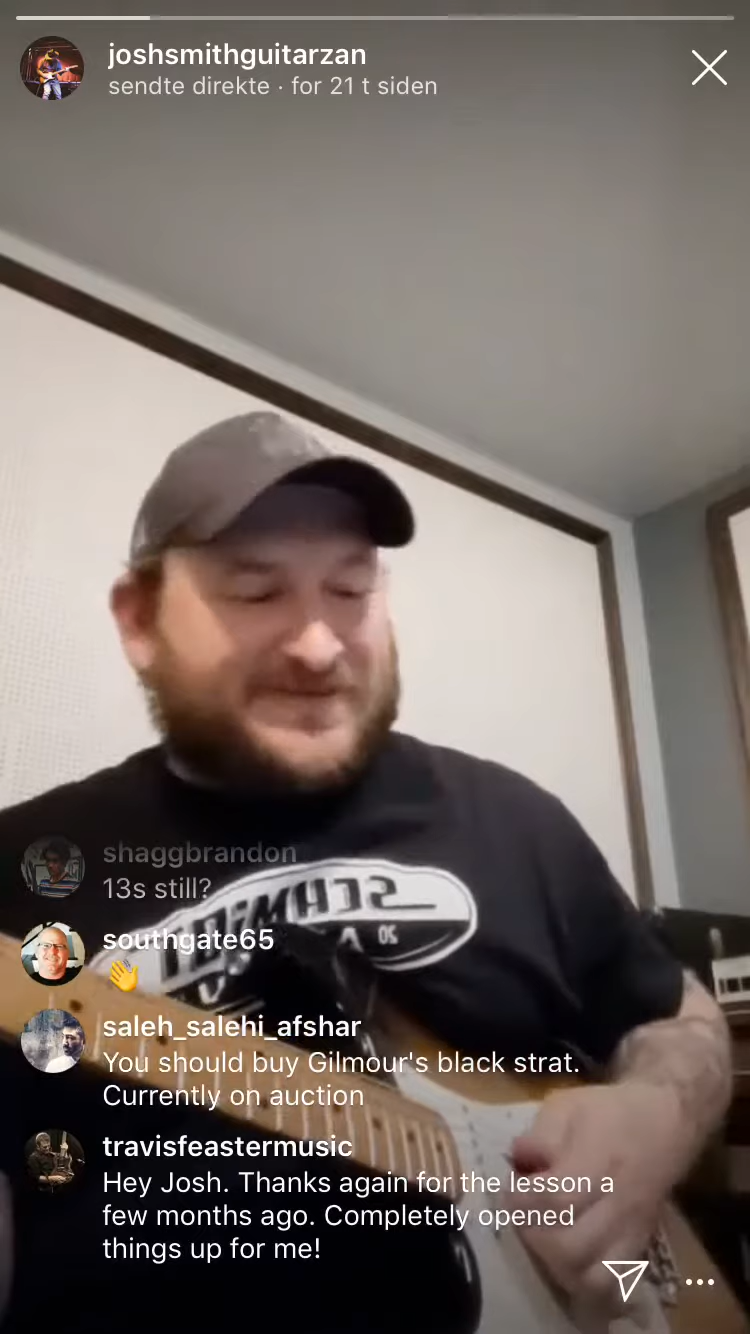 joshsmithguitarzan
sendte direkte · for 21 t siden
shaggbrandon
13s still?
southgate65
👋
saleh_salehi_afshar
You should buy Gilmour's black strat.
Currently on auction
travisfeastermusic
Hey Josh. Thanks again for the lesson a
few months ago. Completely opened
things up for me!